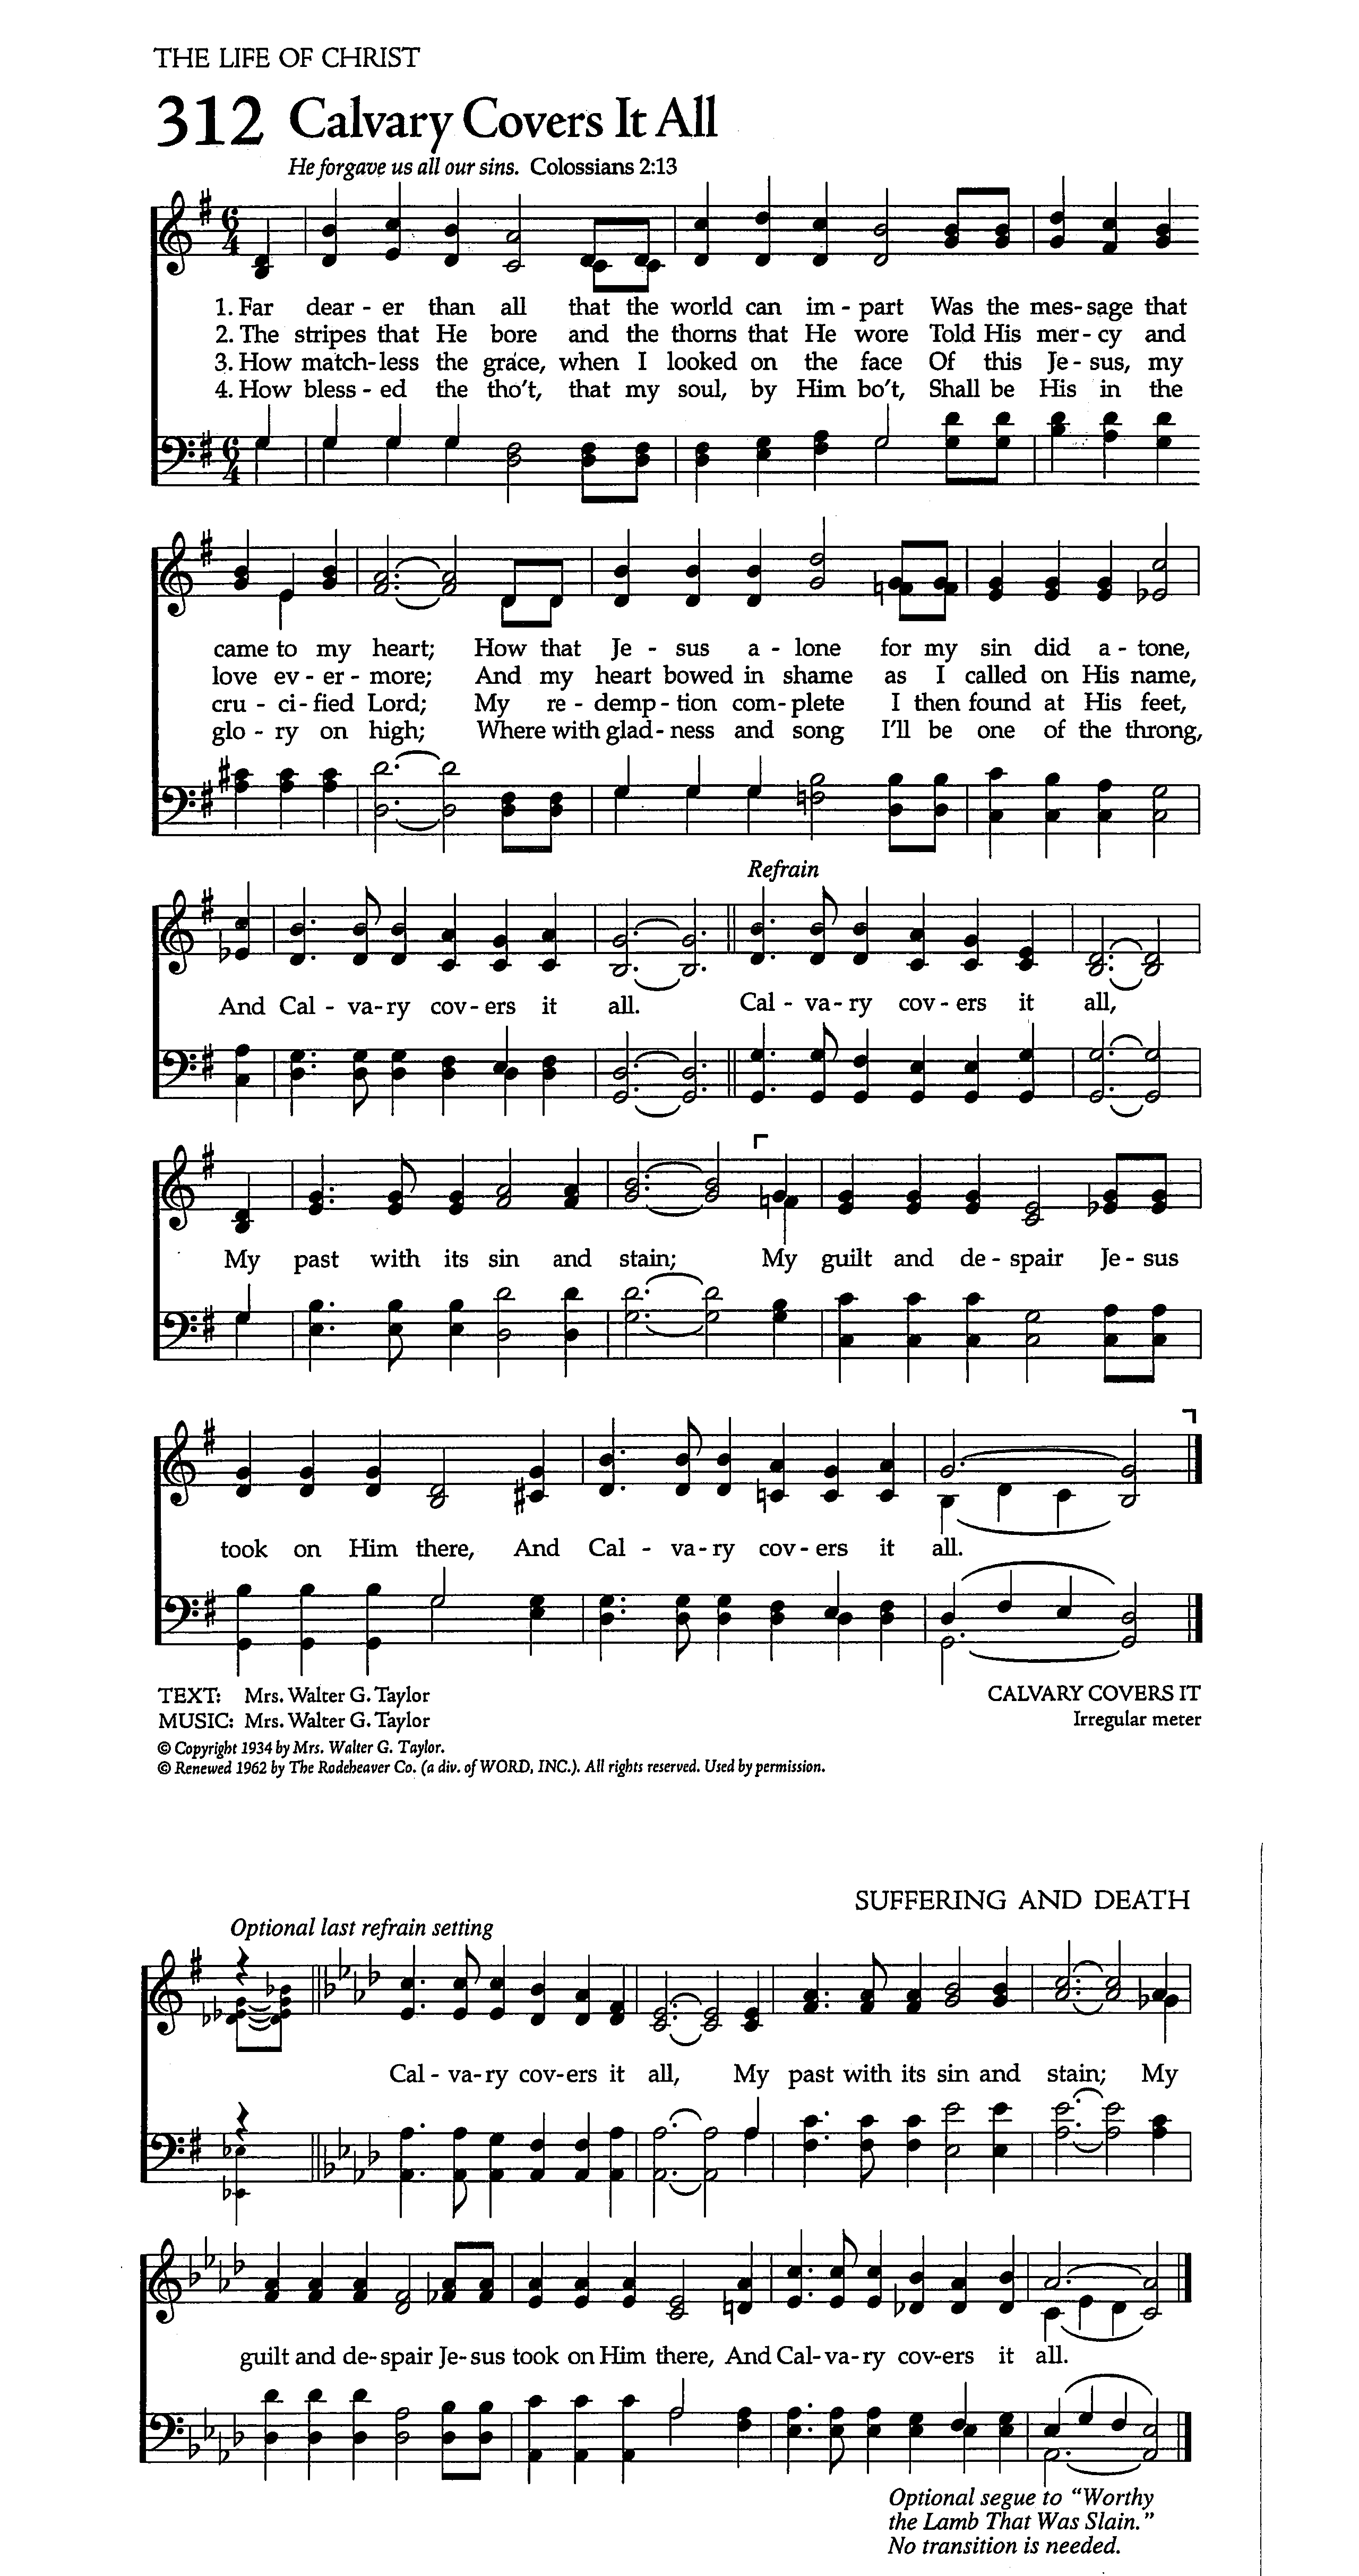 THE LIFE OF CHRIST
312 Calvary Covers It All
He forgave us all our sins. Colossians 2:13
1. Far dear - er than all that the world can im - part Was the mes - sage that
2. The stripes that He bore and the thorns that He wore Told His mer - cy and
3. How match - less the grace, when I looked on the face Of this Je - sus, my
4. How bless - ed the tho't, that my soul, by Him bo't, Shall be His in the
came to my heart; How that Je - sus a - lone for my sin did a - tone,
love ev - er - more; And my heart bowed in shame as I called on His name,
cru - ci - fied Lord; My re - demp - tion com - plete I then found at His feet,
glo - ry on high; Where with glad - ness and song I'll be one of the throng,
Refrain
And Cal - va - ry cov - ers it all. Cal - va - ry cov - ers it all,
My past with its sin and stain; My guilt and de - spair Je - sus
took on Him there, And Cal - va - ry cov - ers it all.
TEXT: Mrs. Walter G. Taylor
CALVARY COVERS IT
MUSIC: Mrs. Walter G. Taylor
Irregular meter
© Copyright 1934 by Mrs. Walter G. Taylor.
© Renewed 1962 by The Rodeheaver Co. (a div. of WORD, INC.). All rights reserved. Used by permission.
SUFFERING AND DEATH
Optional last refrain setting
Cal - va - ry cov - ers it all, My past with its sin and stain; My
guilt and de - spair Je - sus took on Him there, And Cal - va - ry cov - ers it all.
Optional segue to "Worthy
the Lamb That Was Slain."
No transition is needed.